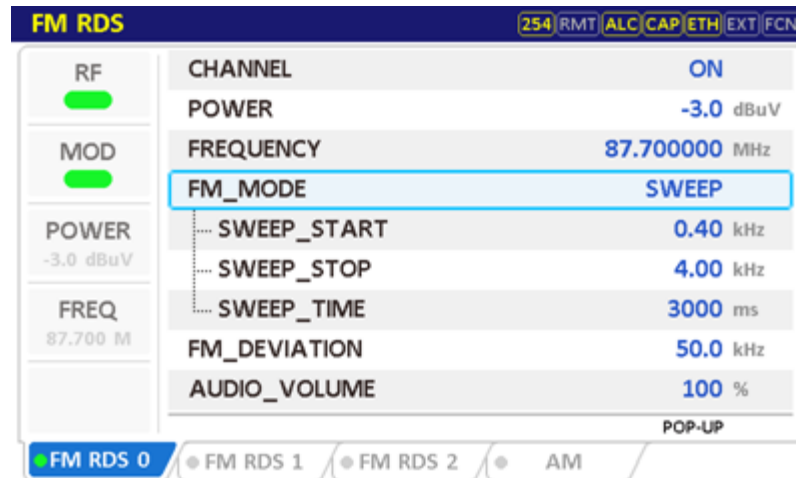 FM RDS 254 RMT ALC CAP ETH EXT FCN
RF
MOD
POWER
-3.0 dBuV
FREQ
87.700 M
CHANNEL ON
POWER -3.0 dBuV
FREQUENCY 87.700000 MHz
FM_MODE SWEEP
SWEEP_START 0.40 kHz
SWEEP_STOP 4.00 kHz
SWEEP_TIME 3000 ms
FM_DEVIATION 50.0 kHz
AUDIO_VOLUME 100 %
POP-UP
FM RDS 0 FM RDS 1 FM RDS 2 AM